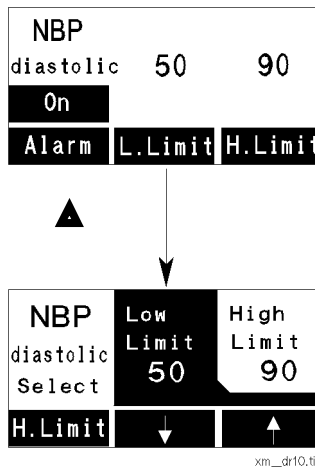 NBP
diastolic 50 90
On
Alarm L.Limit H.Limit
NBP Low High
diastolic Limit Limit
Select 50 90
H.Limit ↓ ↑
xm__dr10.ti